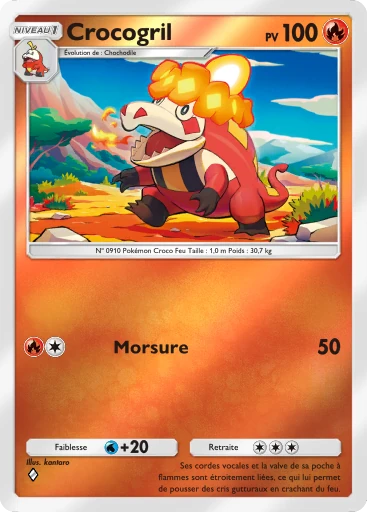 NIVEAU 1
Crocogril
PV 100
Évolution de : Chochodile
N° 0910 Pokémon Croco Feu Taille : 1,0 m Poids : 30,7 kg
Morsure 50
Faiblesse +20 Retraite
Illus. kantaro
Ses cordes vocales et la valve de sa poche à
flammes sont étroitement liées, ce qui lui permet
de pousser des cris gutturaux en crachant du feu.